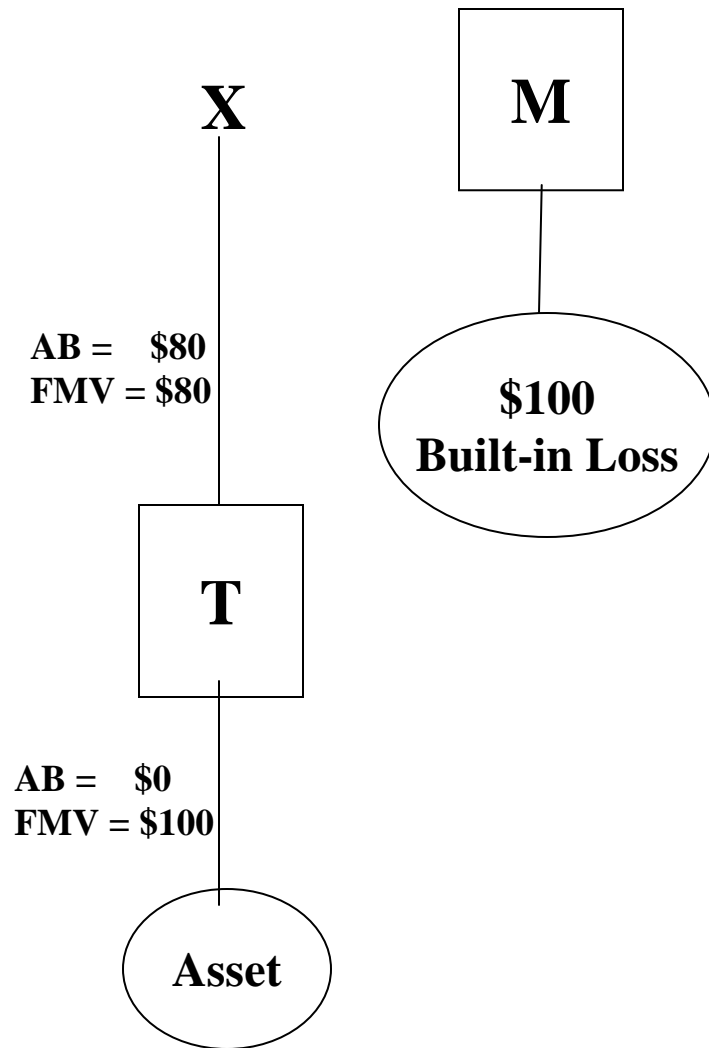 X
M
AB = $80
FMV = $80
$100
Built-in Loss
T
AB = $0
FMV = $100
Asset